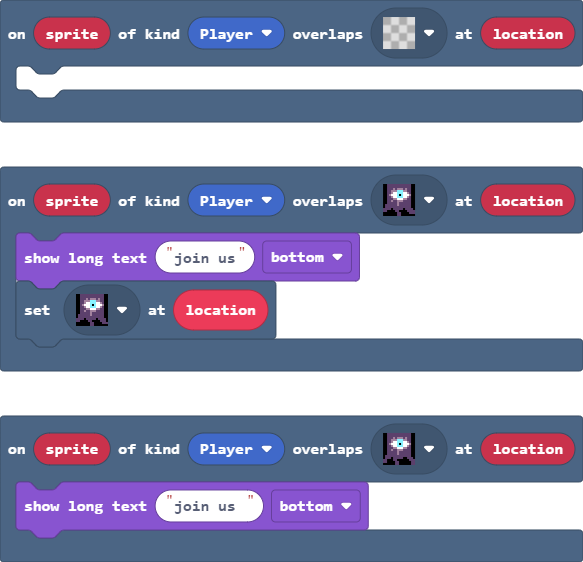 on sprite of kind Player overlaps at location
on sprite of kind Player overlaps at location
show long text "join us" bottom
set at location
on sprite of kind Player overlaps at location
show long text "join us " bottom